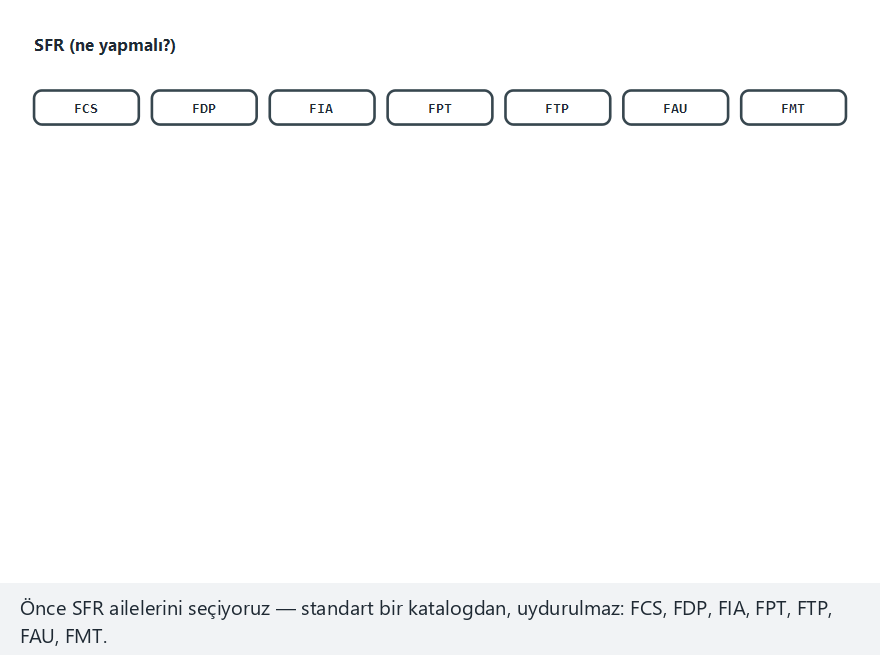 SFR (ne yapmalı?)
FCS FDP FIA FPT FTP FAU FMT
Önce SFR ailelerini seçiyoruz — standart bir katalogdan, uydurulmaz: FCS, FDP, FIA, FPT, FTP,
FAU, FMT.